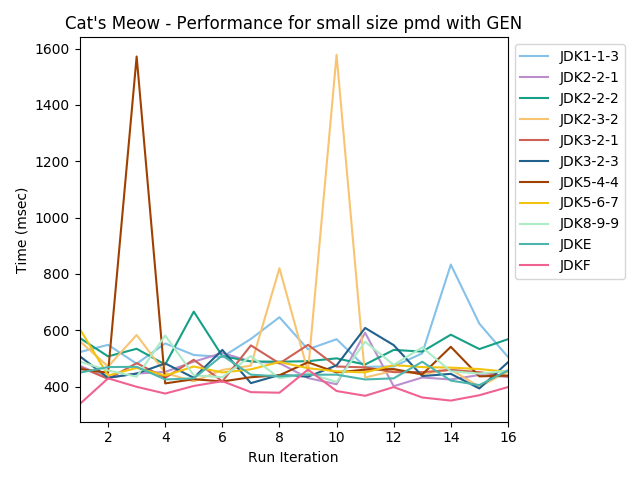 Cat's Meow - Performance for small size pmd with GEN
Time (msec)
1600
1400
1200
1000
800
600
400
2 4 6 8 10 12 14 16
Run Iteration
JDK1-1-3
JDK2-2-1
JDK2-2-2
JDK2-3-2
JDK3-2-1
JDK3-2-3
JDK5-4-4
JDK5-6-7
JDK8-9-9
JDKE
JDKF